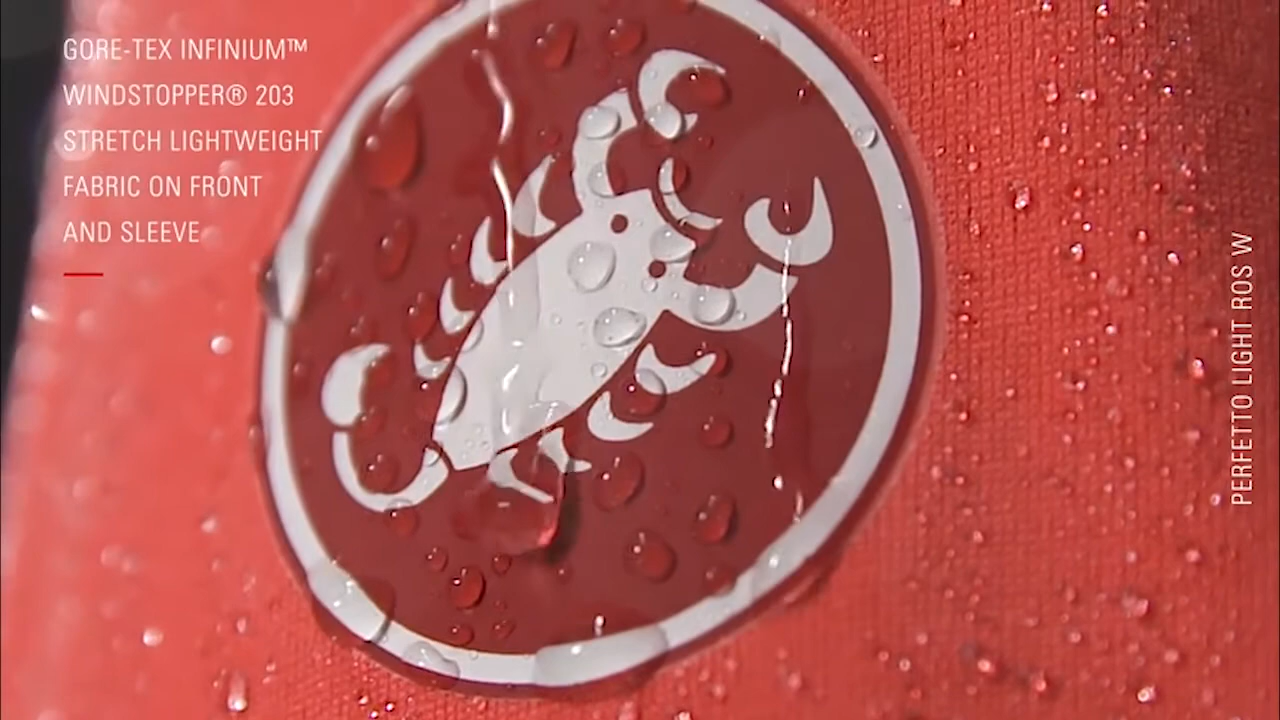 GORE-TEX INFINIUM™
WINDSTOPPER® 203
STRETCH LIGHTWEIGHT
FABRIC ON FRONT
AND SLEEVE
PERFETTO LIGHT ROS W